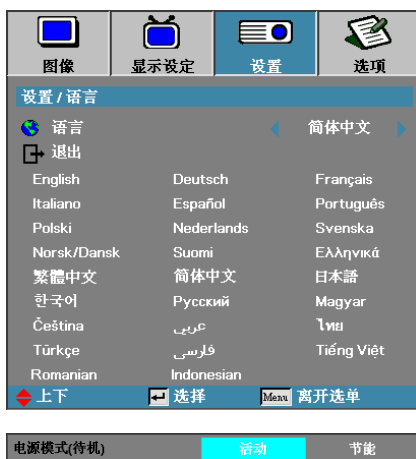 图像 显示设定 设置 选项
设置 / 语言
语言 简体中文
退出
English Deutsch Français
Italiano Español Português
Polski Nederlands Svenska
Norsk/Dansk Suomi Ελληνικά
繁體中文 简体中文 日本語
한국어 Русский Magyar
Čeština عربي ไทย
Türkçe فارسی Tiếng Việt
Romanian Indonesian
上下 选择 Menu 离开选单
电源模式(待机) 活动 节能